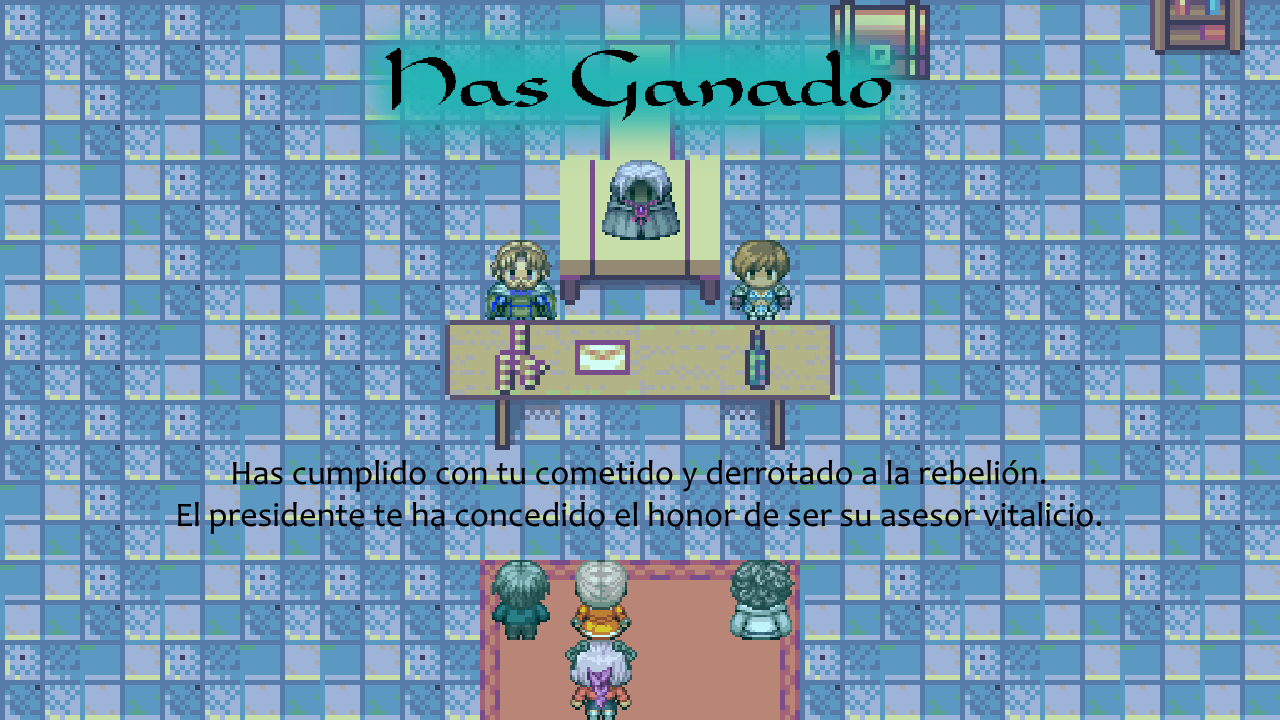 Has Ganado
Has cumplido con tu cometido y derrotado a la rebelión.
El presidente te ha concedido el honor de ser su asesor vitalicio.